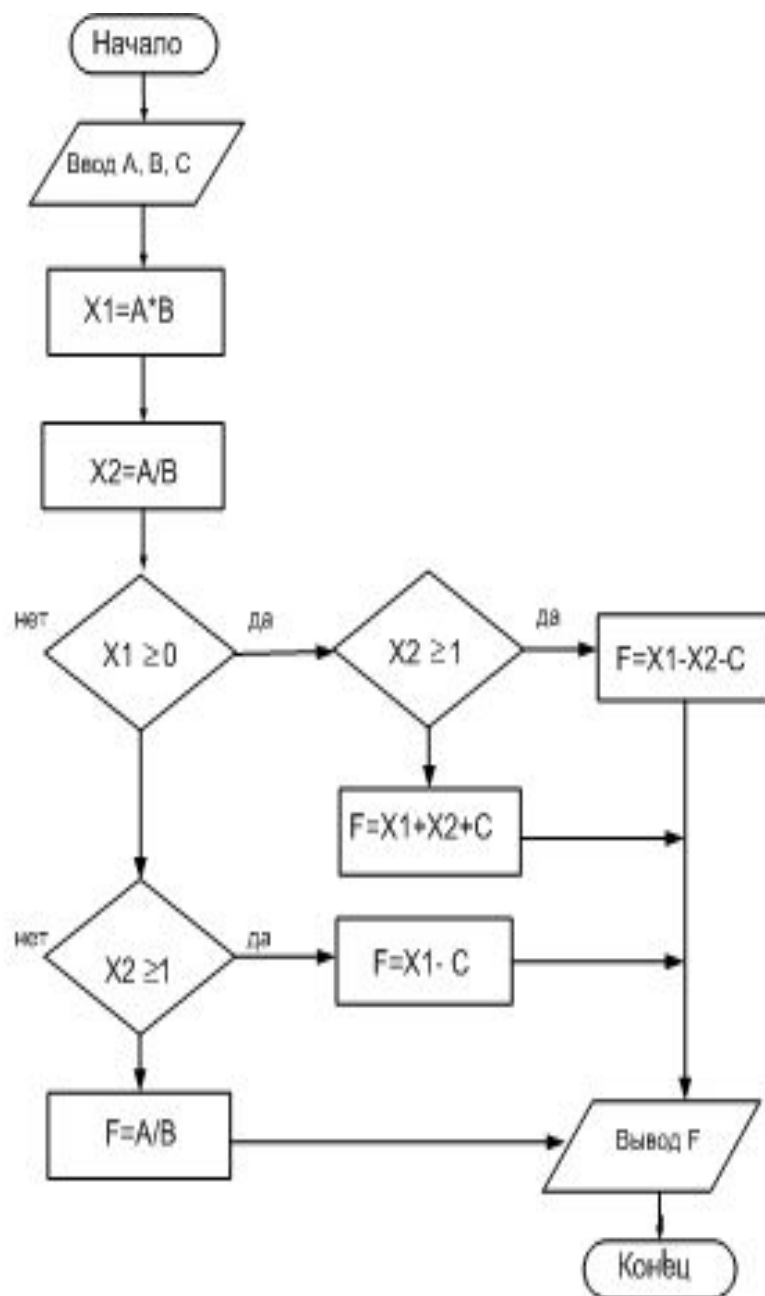 Начало
Ввод A, B, C
X1=A*B
X2=A/B
нет
X1 ≥0
да
X2 ≥1
да
F=X1-X2-C
F=X1+X2+C
нет
X2 ≥1
да
F=X1- C
F=A/B
Вывод F
Конец